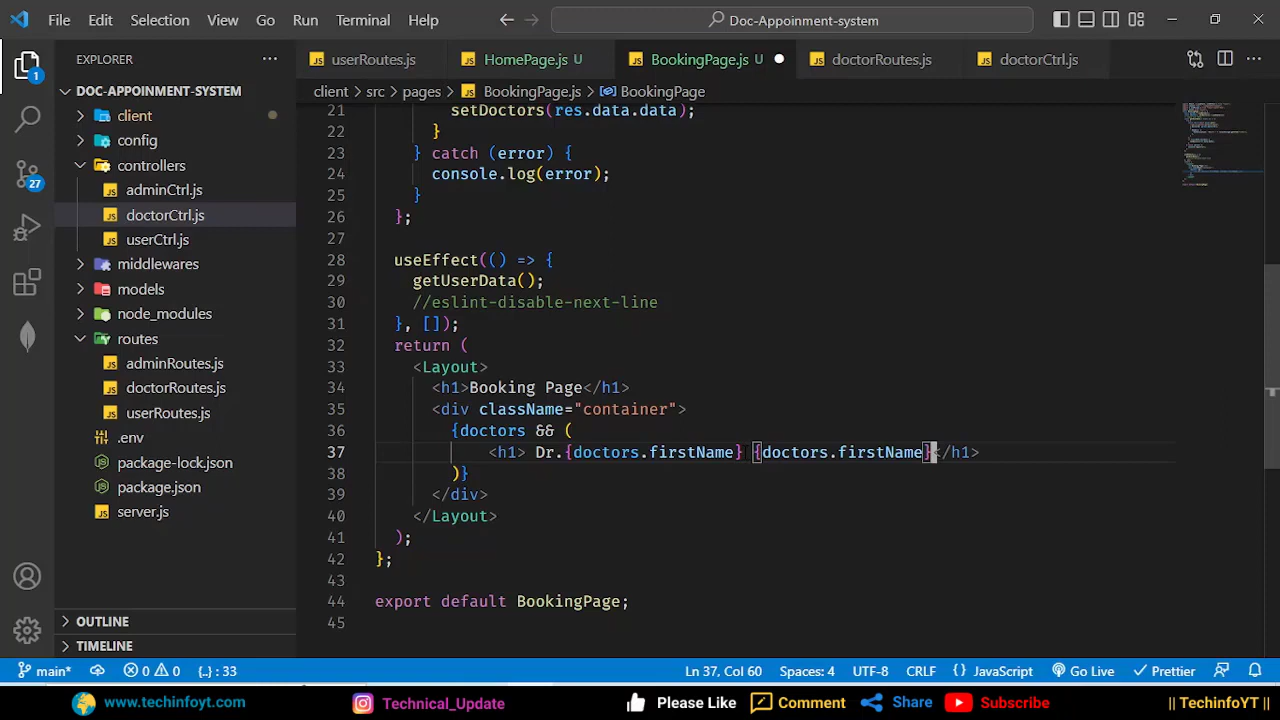 File Edit Selection View Go Run Terminal Help
Doc-Appoinment-system
EXPLORER
userRoutes.js
HomePage.js U
BookingPage.js U
doctorRoutes.js
doctorCtrl.js
client > src > pages > BookingPage.js > BookingPage
1
27
DOC-APPOINMENT-SYSTEM
client
config
controllers
adminCtrl.js
doctorCtrl.js
userCtrl.js
middlewares
models
node_modules
routes
adminRoutes.js
doctorRoutes.js
userRoutes.js
.env
package-lock.json
package.json
server.js
OUTLINE
TIMELINE
21 setDoctors(res.data.data);
22 }
23 } catch (error) {
24 console.log(error);
25 }
26 };
27
28 useEffect(() => {
29 getUserData();
30 //eslint-disable-next-line
31 }, []);
32 return (
33 <Layout>
34 <h1>Booking Page</h1>
35 <div className="container">
36 {doctors && (
37 <h1> Dr.{doctors.firstName} {doctors.firstName}</h1>
38 )}
39 </div>
40 </Layout>
41 );
42 };
43
44 export default BookingPage;
45
main* 0 0 {..} : 33 Ln 37, Col 60 Spaces: 4 UTF-8 CRLF {} JavaScript Go Live Prettier
www.techinfoyt.com Technical_Update Please Like Comment Share Subscribe || TechinfoYT ||